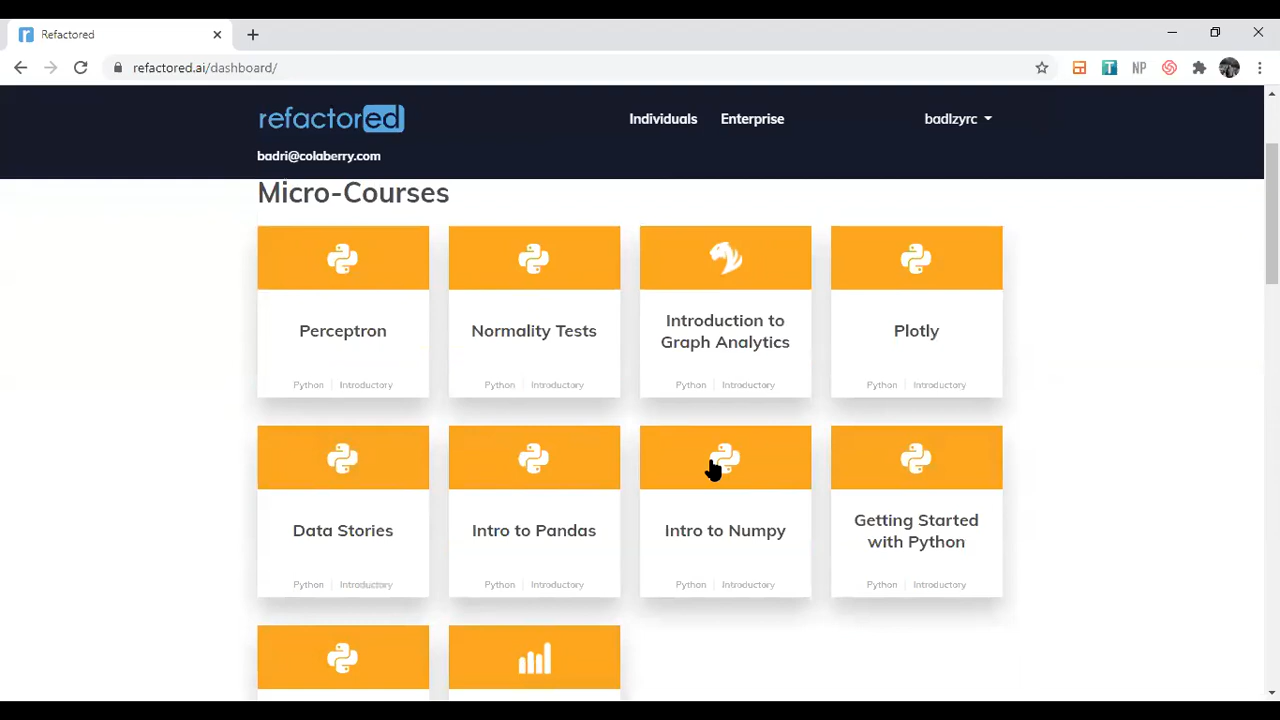 Refactored
refactored.ai/dashboard/
NP
refactored
Individuals
Enterprise
badlzyrc
badri@colaberry.com
Micro-Courses
Perceptron
Python | Introductory
Normality Tests
Python | Introductory
Introduction to
Graph Analytics
Python | Introductory
Plotly
Python | Introductory
Data Stories
Python | Introductory
Intro to Pandas
Python | Introductory
Intro to Numpy
Python | Introductory
Getting Started
with Python
Python | Introductory